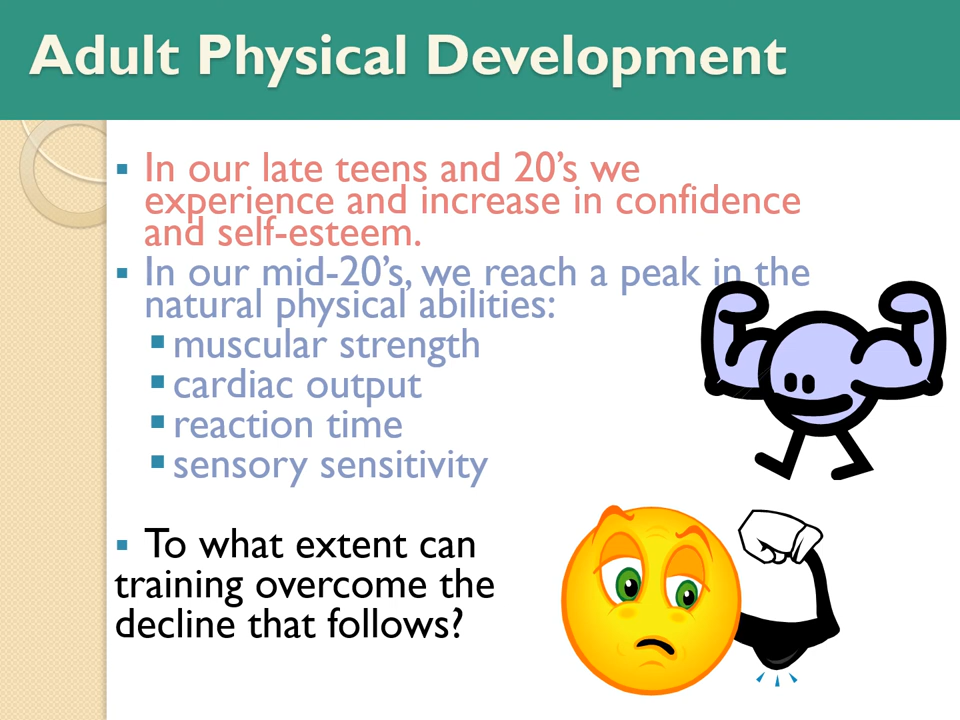 Adult Physical Development
▪ In our late teens and 20’s we
experience and increase in confidence
and self-esteem.
▪ In our mid-20’s, we reach a peak in the
natural physical abilities:
▪ muscular strength
▪ cardiac output
▪ reaction time
▪ sensory sensitivity
▪ To what extent can
training overcome the
decline that follows?